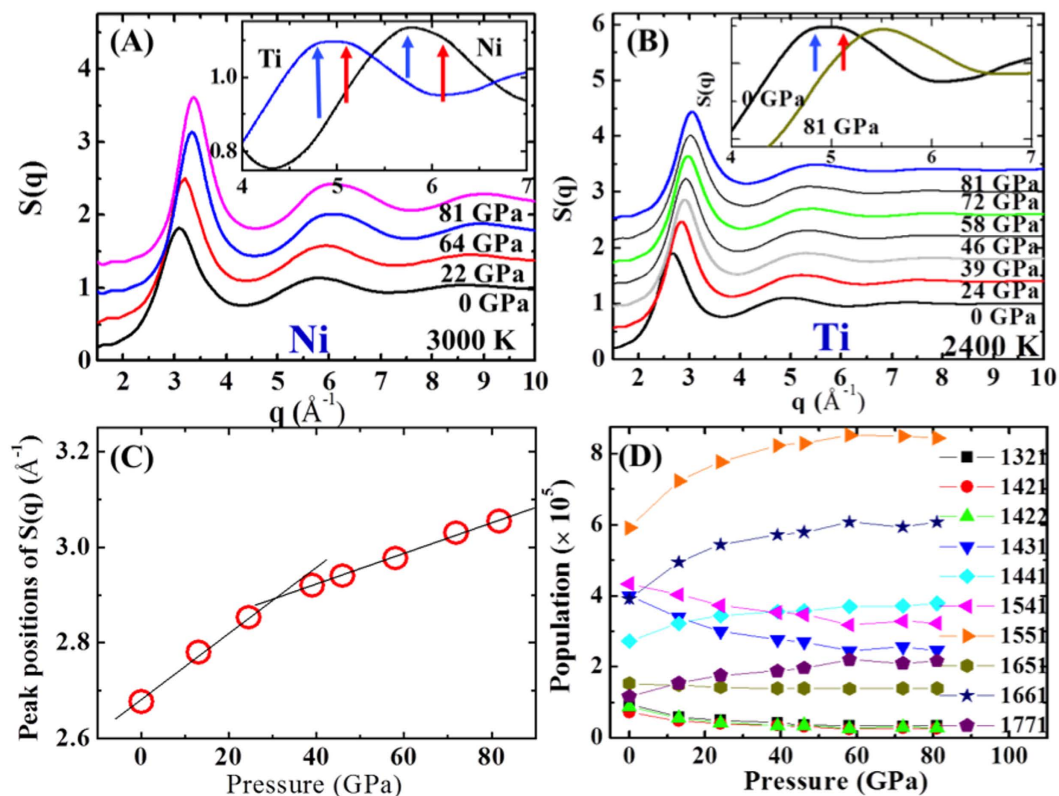 (A)
Ti
Ni
1.0
0.8
4 5 6 7
S(q)
4
3
2
1
0
81 GPa
64 GPa
22 GPa
0 GPa
Ni
3000 K
2 3 4 5 6 7 8 9 10
q (Å⁻¹)
(B)
S(q)
0 GPa
81 GPa
4 5 6 7
S(q)
6
5
4
3
2
1
0
81 GPa
72 GPa
58 GPa
46 GPa
39 GPa
24 GPa
0 GPa
Ti
2400 K
2 3 4 5 6 7 8 9 10
q (Å⁻¹)
(C)
Peak positions of S(q) (Å⁻¹)
3.2
3.0
2.8
2.6
0 20 40 60 80
Pressure (GPa)
(D)
Population (× 10⁵)
8
6
4
2
0
1321
1421
1422
1431
1441
1541
1551
1651
1661
1771
0 20 40 60 80 100
Pressure (GPa)